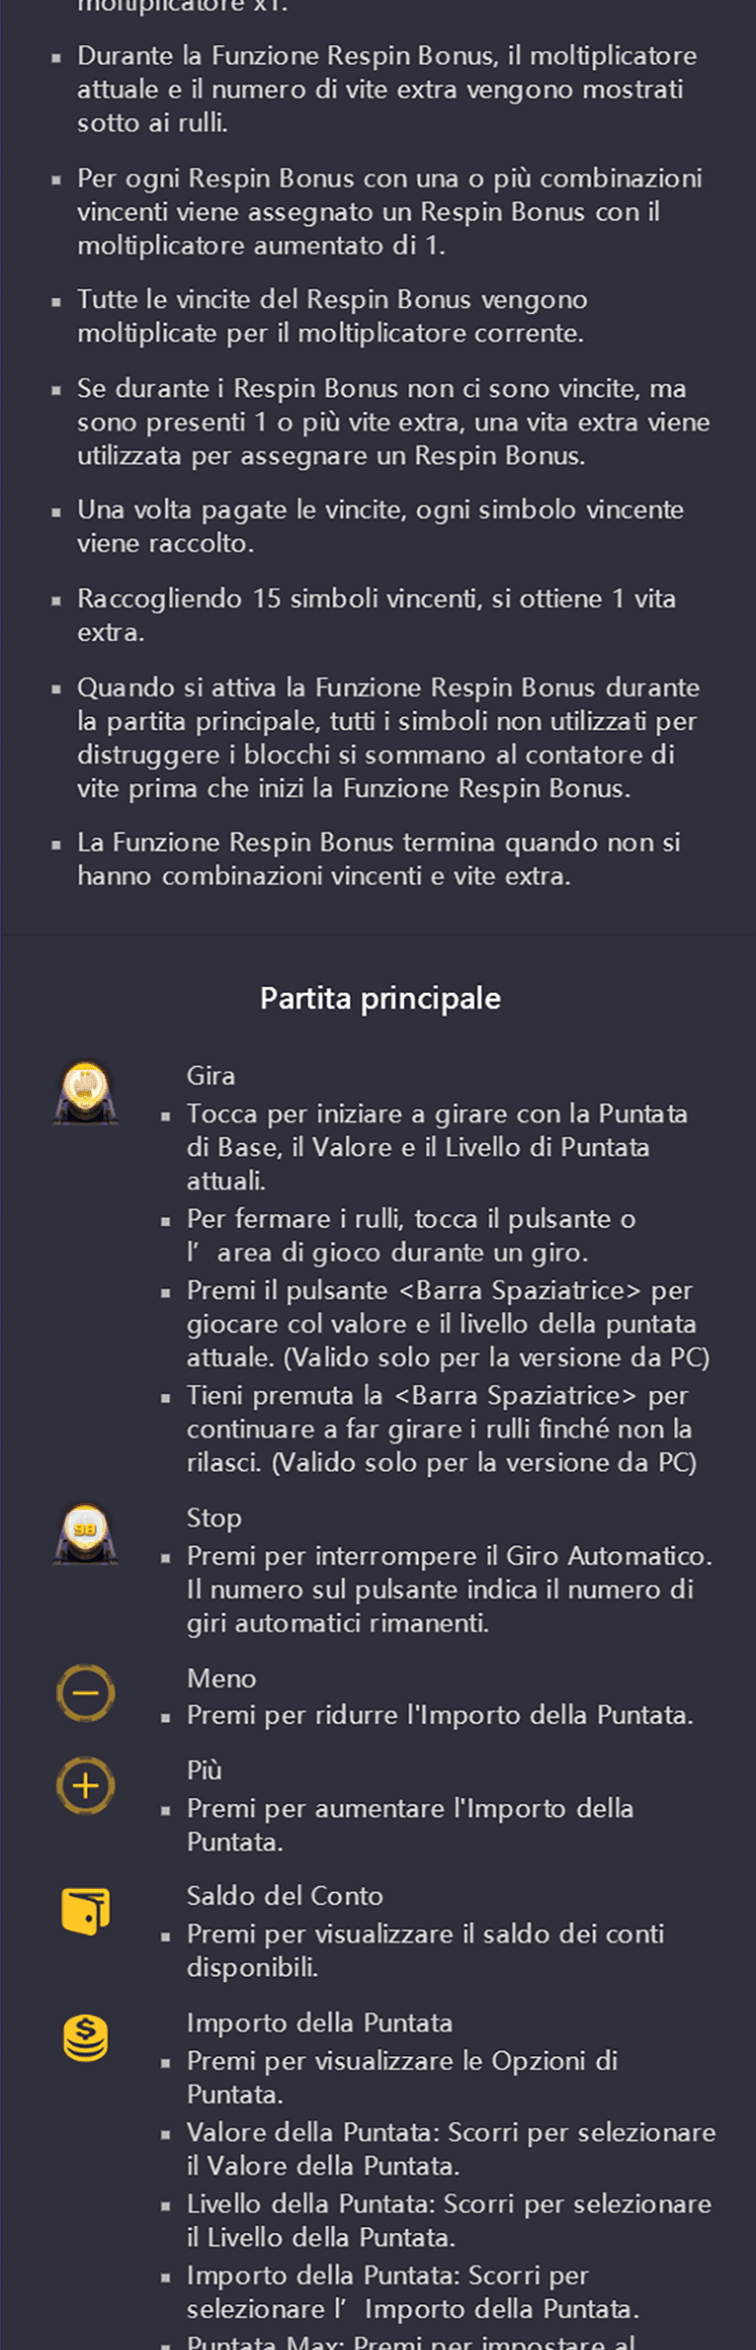 moltiplicatore x1.
▪ Durante la Funzione Respin Bonus, il moltiplicatore
attuale e il numero di vite extra vengono mostrati
sotto ai rulli.
▪ Per ogni Respin Bonus con una o più combinazioni
vincenti viene assegnato un Respin Bonus con il
moltiplicatore aumentato di 1.
▪ Tutte le vincite del Respin Bonus vengono
moltiplicate per il moltiplicatore corrente.
▪ Se durante i Respin Bonus non ci sono vincite, ma
sono presenti 1 o più vite extra, una vita extra viene
utilizzata per assegnare un Respin Bonus.
▪ Una volta pagate le vincite, ogni simbolo vincente
viene raccolto.
▪ Raccogliendo 15 simboli vincenti, si ottiene 1 vita
extra.
▪ Quando si attiva la Funzione Respin Bonus durante
la partita principale, tutti i simboli non utilizzati per
distruggere i blocchi si sommano al contatore di
vite prima che inizi la Funzione Respin Bonus.
▪ La Funzione Respin Bonus termina quando non si
hanno combinazioni vincenti e vite extra.
Partita principale
Gira
▪ Tocca per iniziare a girare con la Puntata
di Base, il Valore e il Livello di Puntata
attuali.
▪ Per fermare i rulli, tocca il pulsante o
l’ area di gioco durante un giro.
▪ Premi il pulsante <Barra Spaziatrice> per
giocare col valore e il livello della puntata
attuale. (Valido solo per la versione da PC)
▪ Tieni premuta la <Barra Spaziatrice> per
continuare a far girare i rulli finché non la
rilasci. (Valido solo per la versione da PC)
98
Stop
▪ Premi per interrompere il Giro Automatico.
Il numero sul pulsante indica il numero di
giri automatici rimanenti.
Meno
▪ Premi per ridurre l'Importo della Puntata.
Più
▪ Premi per aumentare l'Importo della
Puntata.
Saldo del Conto
▪ Premi per visualizzare il saldo dei conti
disponibili.
$
Importo della Puntata
▪ Premi per visualizzare le Opzioni di
Puntata.
▪ Valore della Puntata: Scorri per selezionare
il Valore della Puntata.
▪ Livello della Puntata: Scorri per selezionare
il Livello della Puntata.
▪ Importo della Puntata: Scorri per
selezionare l’ Importo della Puntata.
▪ Puntata Max: Premi per impostare al